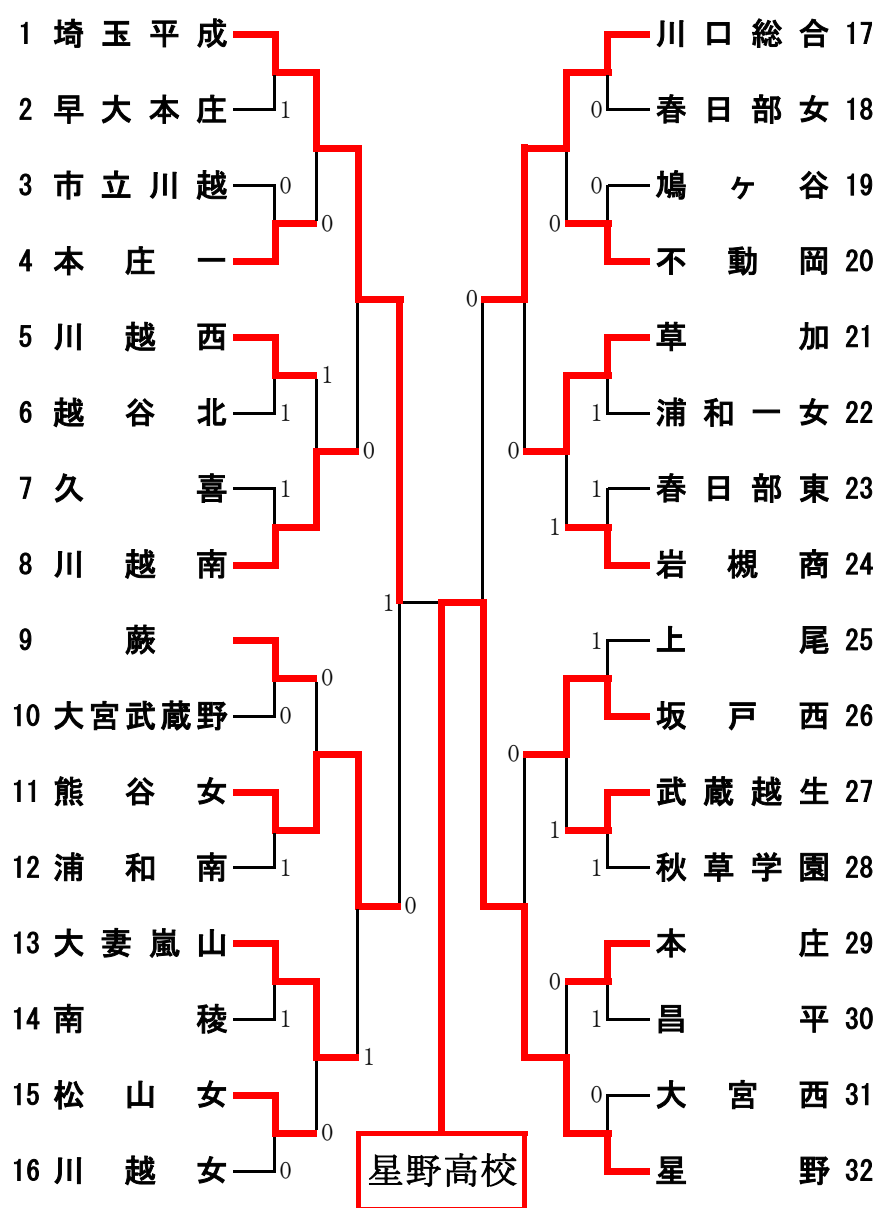 1 埼玉平成
2 早大本庄
1
3 市立川越
0
0
4 本庄一
5 川越西
1
6 越谷北
1
0
7 久喜
1
8 川越南
1
9 蕨
0
10 大宮武蔵野
0
11 熊谷女
12 浦和南
1
0
13 大妻嵐山
14 南稜
1
1
15 松山女
0
16 川越女
0
川口総合 17
0
春日部女 18
0
鳩ヶ谷 19
0
不動岡 20
0
草加 21
1
浦和一女 22
0
1
春日部東 23
1
岩槻商 24
1
上尾 25
坂戸西 26
0
武蔵越生 27
1
1
秋草学園 28
本庄 29
0
1
昌平 30
0
大宮西 31
星野 32
星野高校